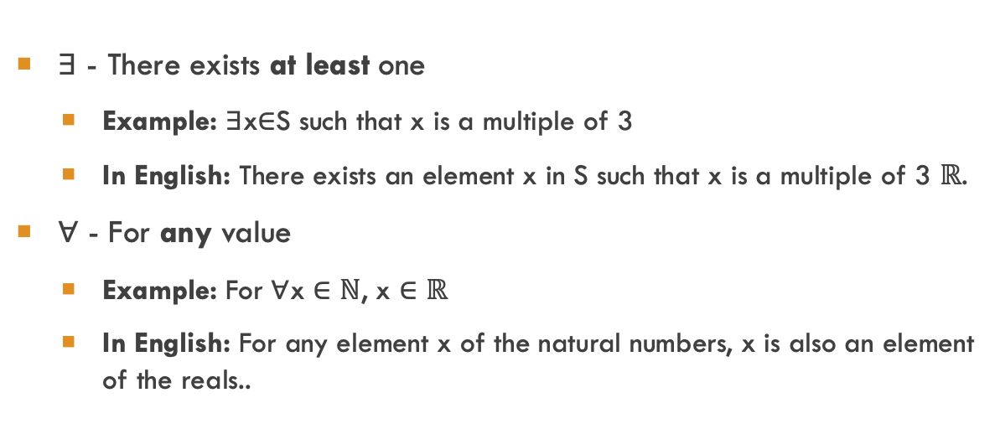 ∃ - There exists at least one
Example: ∃x∈S such that x is a multiple of 3
In English: There exists an element x in S such that x is a multiple of 3 ℝ.
∀ - For any value
Example: For ∀x ∈ ℕ, x ∈ ℝ
In English: For any element x of the natural numbers, x is also an element
of the reals..